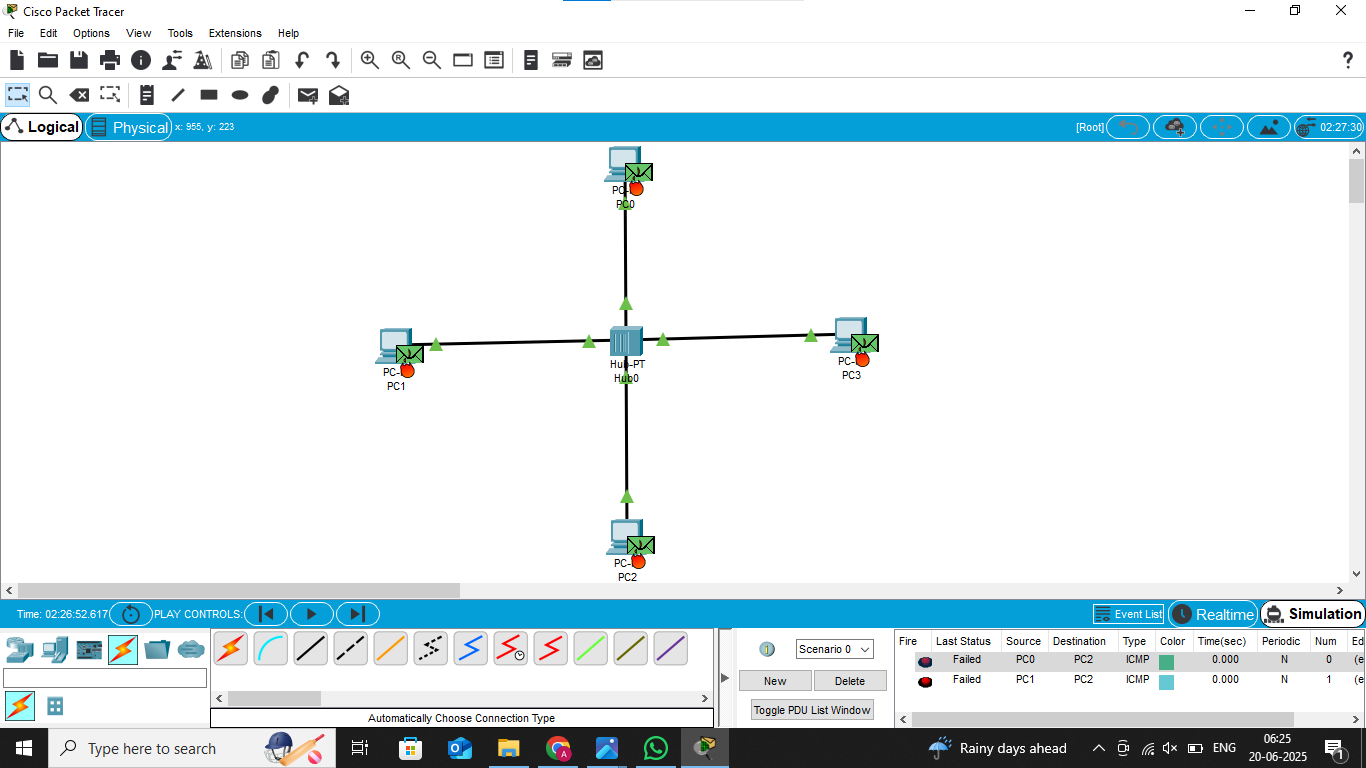 Cisco Packet Tracer
File Edit Options View Tools Extensions Help
?
Logical Physical x: 955, y: 223 [Root] 02:27:30
PC-
PC0
PC-
PC1
Hub-PT
Hub0
PC-
PC3
PC-
PC2
Time: 02:26:52.617 PLAY CONTROLS: Event List Realtime Simulation
Scenario 0
New Delete
Toggle PDU List Window
Fire Last Status Source Destination Type Color Time(sec) Periodic Num Ed
Failed PC0 PC2 ICMP 0.000 N 0 (e
Failed PC1 PC2 ICMP 0.000 N 1 (e
Automatically Choose Connection Type
Type here to search
Rainy days ahead
ENG
06:25
20-06-2025
1